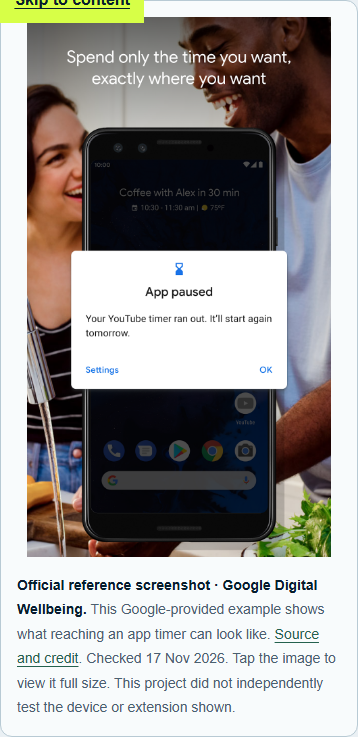 Skip to content
Spend only the time you want,
exactly where you want
10:00
Coffee with Alex in 30 min
10:30 - 11:30 am | 75°F
App paused
Your YouTube timer ran out. It'll start again
tomorrow.
Settings OK
YouTube
Official reference screenshot · Google Digital
Wellbeing. This Google-provided example shows
what reaching an app timer can look like. Source
and credit. Checked 17 Nov 2026. Tap the image to
view it full size. This project did not independently
test the device or extension shown.